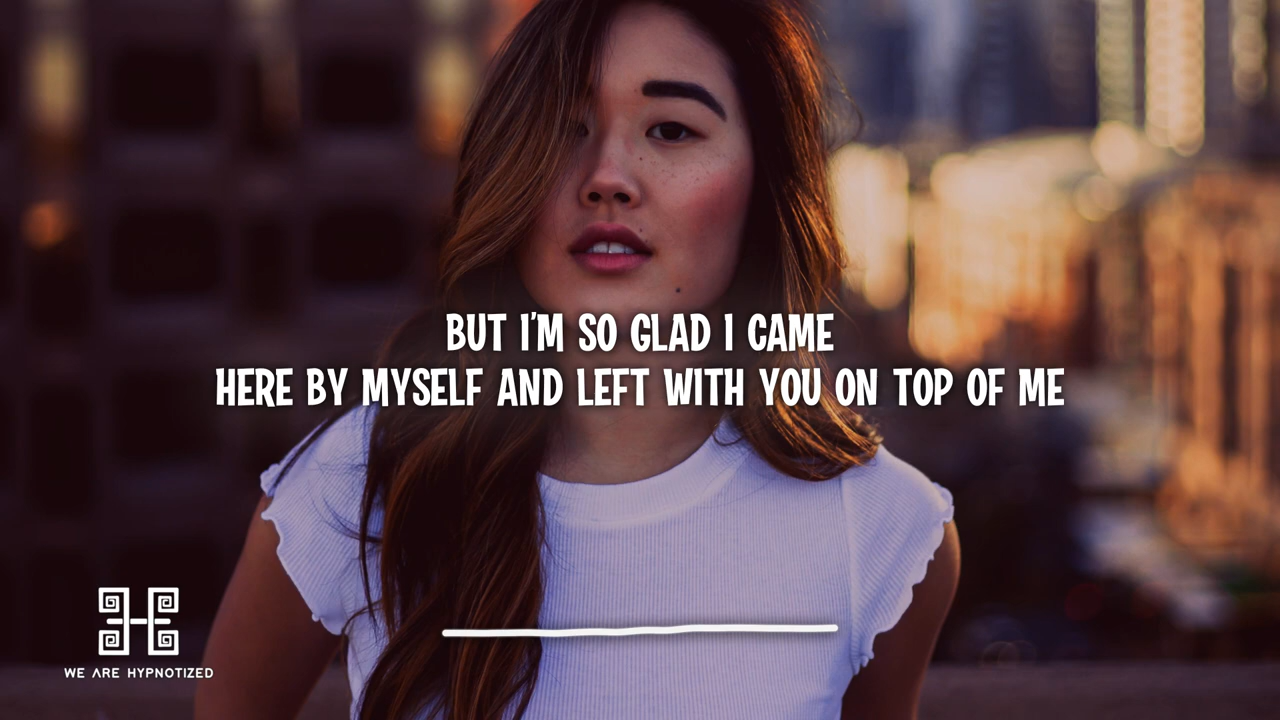 BUT I'M SO GLAD I CAME
HERE BY MYSELF AND LEFT WITH YOU ON TOP OF ME
WE ARE HYPNOTIZED